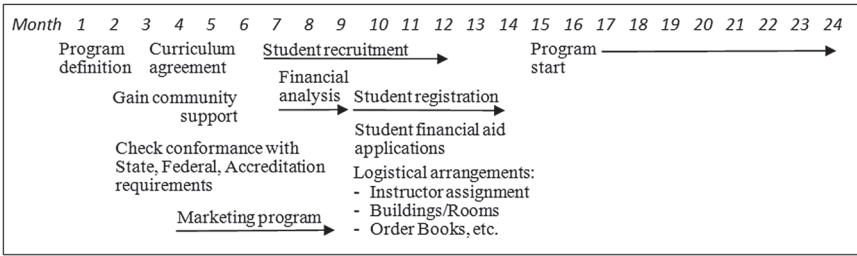 Month 1 2 3 4 5 6 7 8 9 10 11 12 13 14 15 16 17 18 19 20 21 22 23 24
Program
definition
Curriculum
agreement
Student recruitment
Program
start
Financial
analysis
Gain community
support
Student registration
Student financial aid
applications
Check conformance with
State, Federal, Accreditation
requirements
Logistical arrangements:
- Instructor assignment
- Buildings/Rooms
- Order Books, etc.
Marketing program